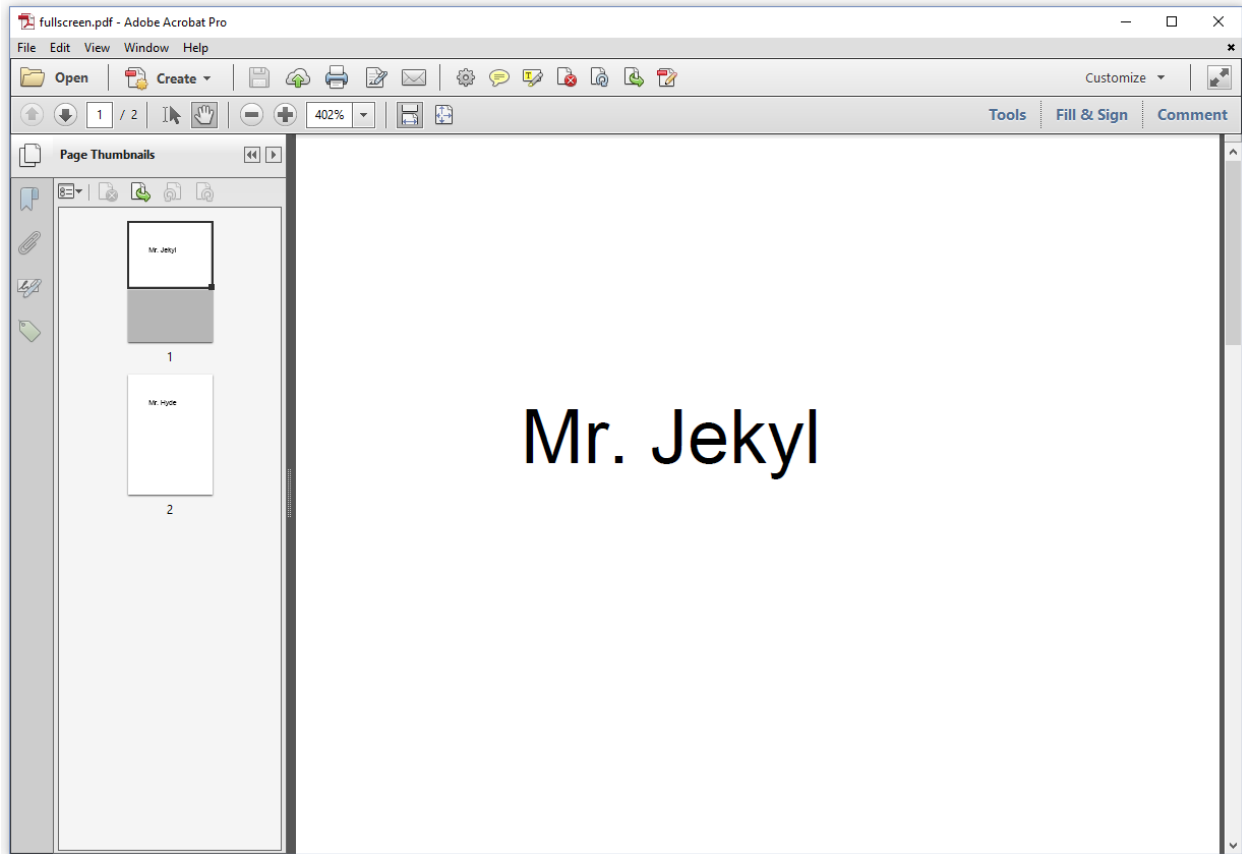 fullscreen.pdf - Adobe Acrobat Pro
File Edit View Window Help
Open Create Customize
1 / 2 402% Tools Fill & Sign Comment
Page Thumbnails
Mr. Jekyl
1
Mr. Hyde
2
Mr. Jekyl